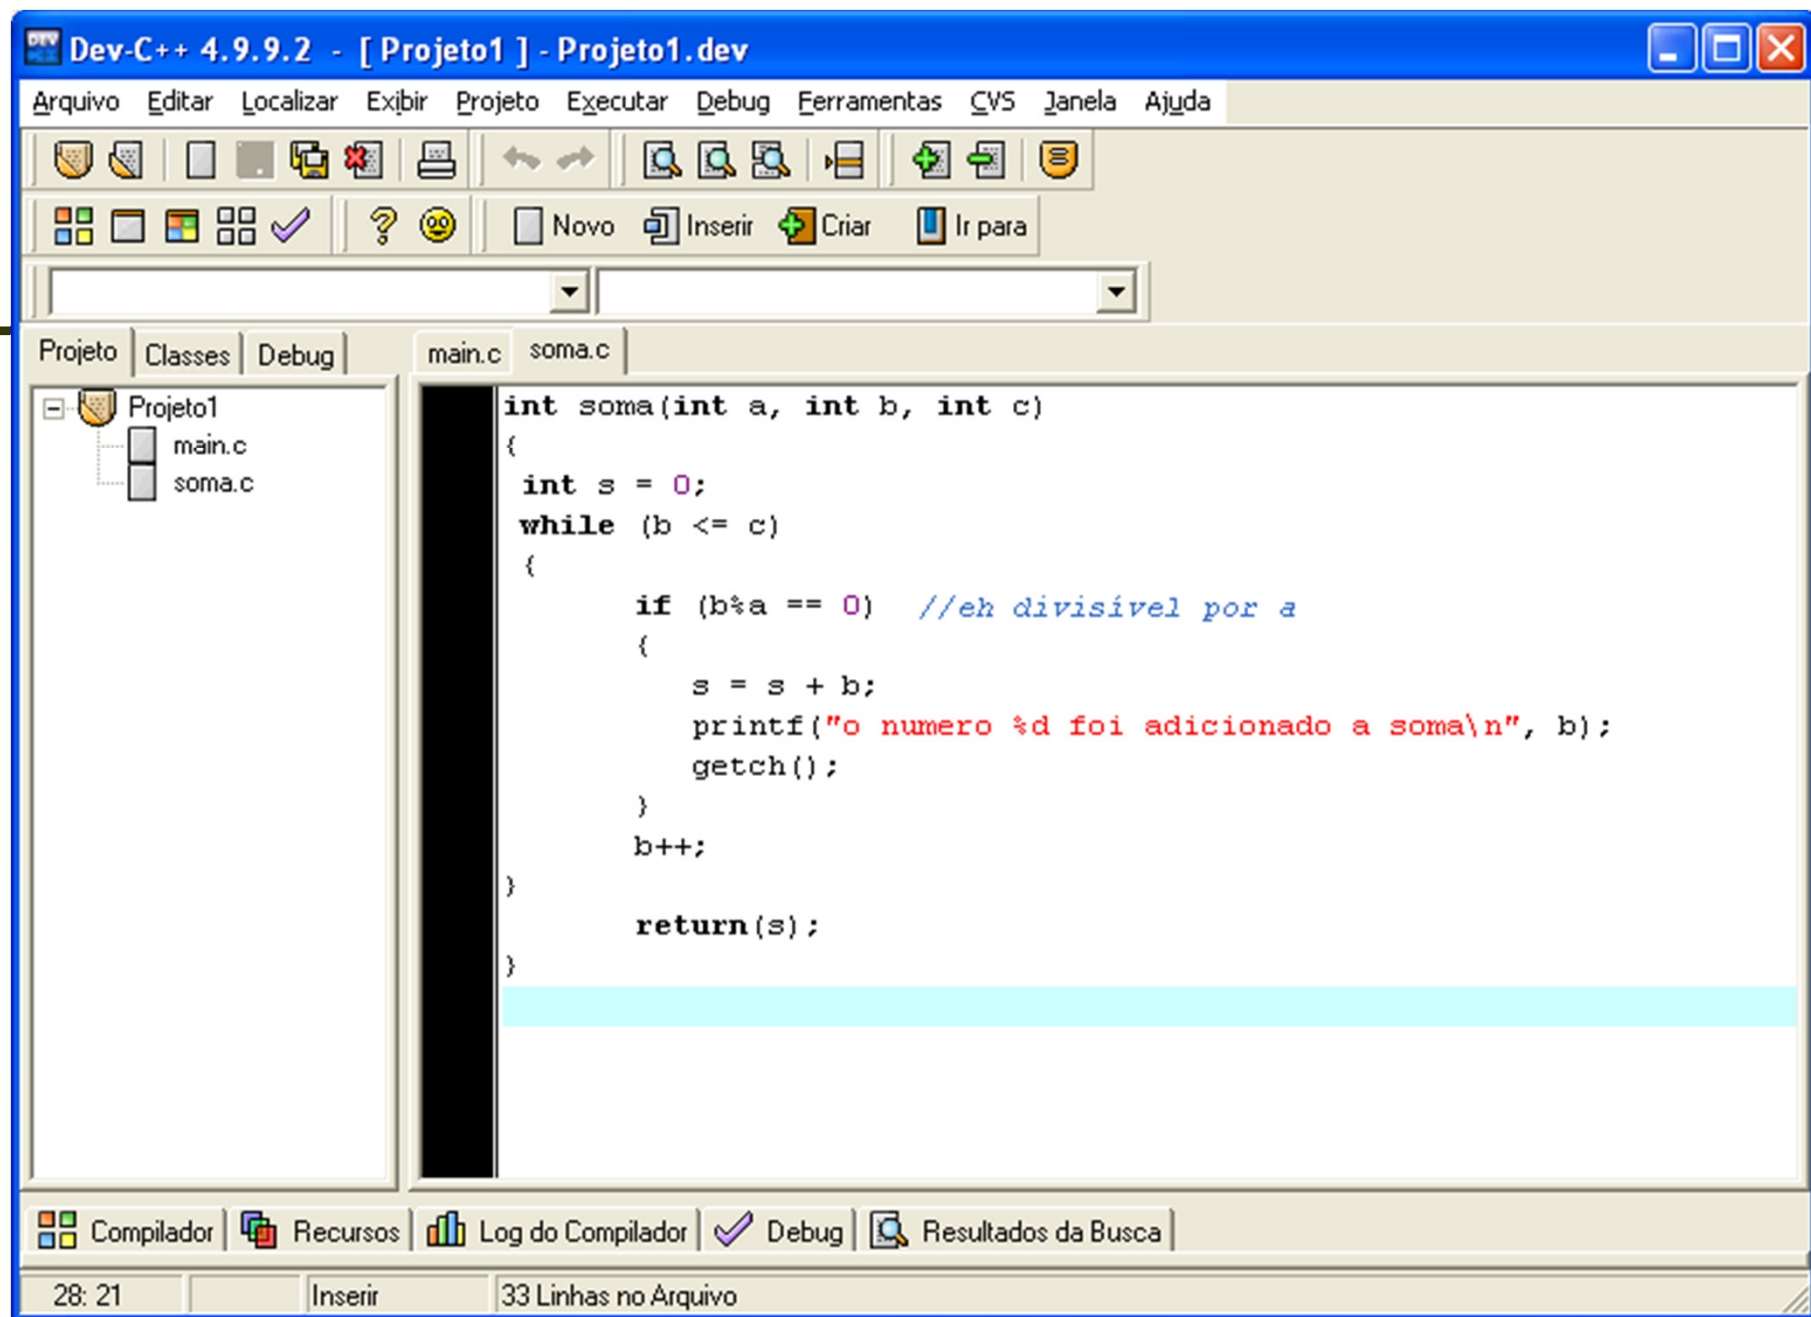 Dev-C++ 4.9.9.2 - [ Projeto1 ] - Projeto1.dev
Arquivo Editar Localizar Exibir Projeto Executar Debug Ferramentas CVS Janela Ajuda
Novo Inserir Criar Ir para
Projeto Classes Debug main.c soma.c
Projeto1
main.c
soma.c
int soma(int a, int b, int c)
{
int s = 0;
while (b <= c)
{
if (b%a == 0) //eh divisível por a
{
s = s + b;
printf("o numero %d foi adicionado a soma\n", b);
getch();
}
b++;
}
return(s);
}
Compilador Recursos Log do Compilador Debug Resultados da Busca
28: 21 Inserir 33 Linhas no Arquivo